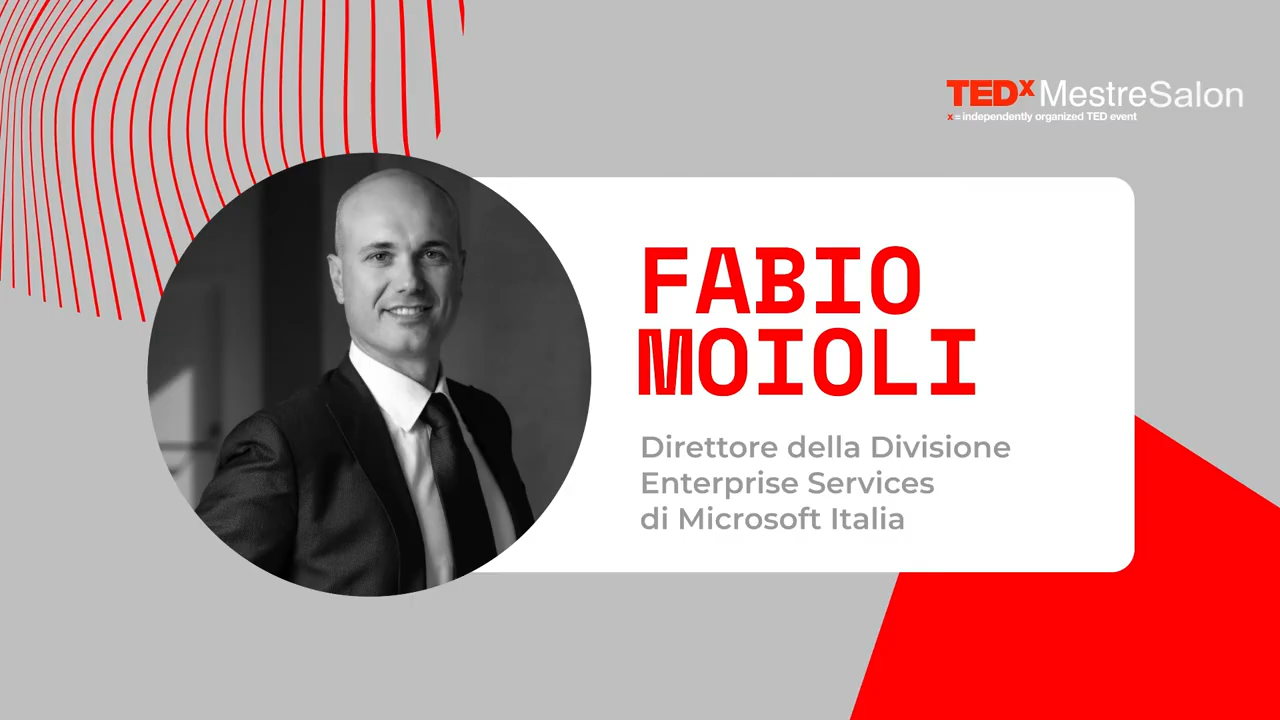 TEDx MestreSalon
x = independently organized TED event
FABIO
MOIOLI
Direttore della Divisione
Enterprise Services
di Microsoft Italia